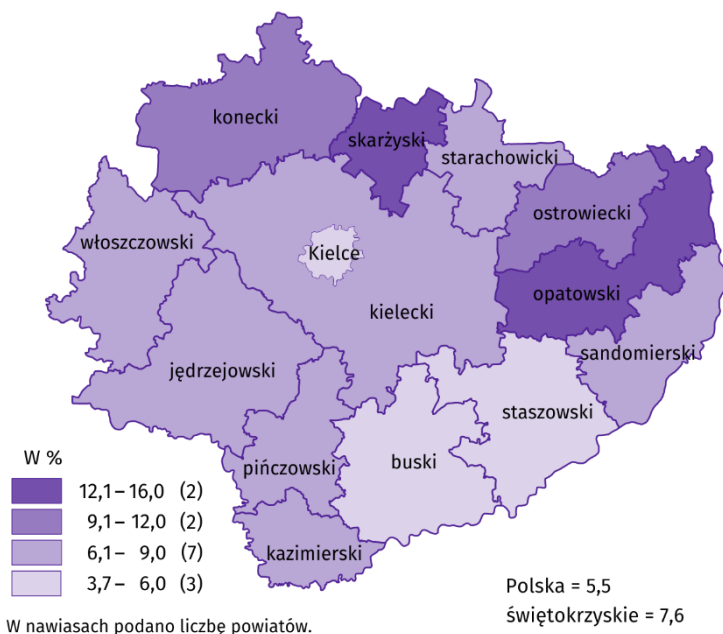 konecki
skarżyski
starachowicki
ostrowiecki
włoszczowski
Kielce
opatowski
kielecki
sandomierski
jędrzejowski
staszowski
pińczowski
buski
kazimierski
W %
12,1 – 16,0 (2)
9,1 – 12,0 (2)
6,1 – 9,0 (7)
3,7 – 6,0 (3)
Polska = 5,5
świętokrzyskie = 7,6
W nawiasach podano liczbę powiatów.